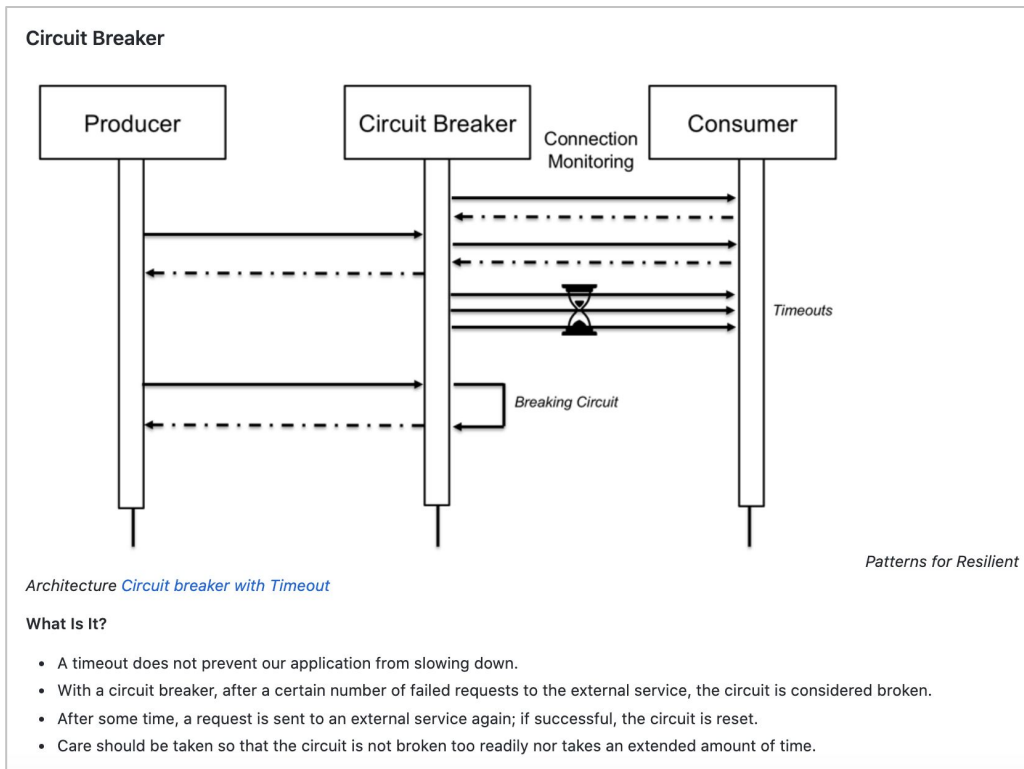 Circuit Breaker
Producer
Circuit Breaker
Consumer
Connection
Monitoring
Timeouts
Breaking Circuit
Patterns for Resilient
Architecture Circuit breaker with Timeout
What Is It?
• A timeout does not prevent our application from slowing down.
• With a circuit breaker, after a certain number of failed requests to the external service, the circuit is considered broken.
• After some time, a request is sent to an external service again; if successful, the circuit is reset.
• Care should be taken so that the circuit is not broken too readily nor takes an extended amount of time.